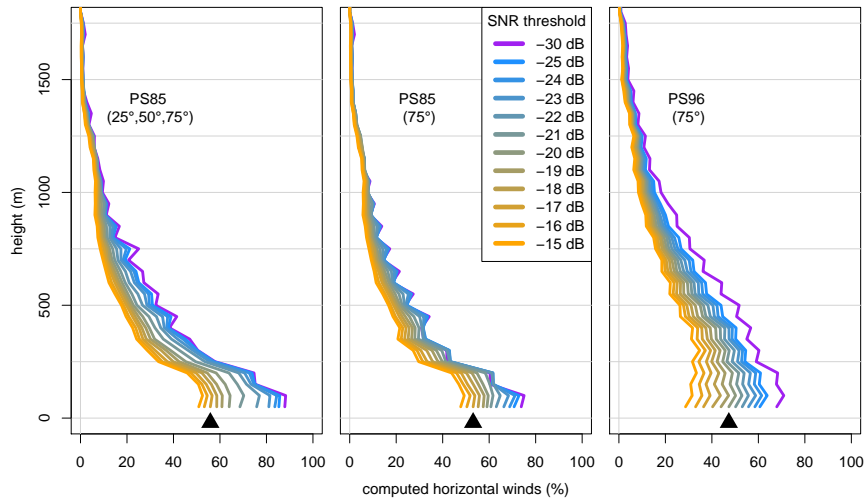 SNR threshold
−30 dB
−25 dB
−24 dB
−23 dB
−22 dB
−21 dB
−20 dB
−19 dB
−18 dB
−17 dB
−16 dB
−15 dB
PS85
(25°,50°,75°)
PS85
(75°)
PS96
(75°)
height (m)
1500
1000
500
0
0 20 40 60 80 100
0 20 40 60 80 100
0 20 40 60 80 100
computed horizontal winds (%)